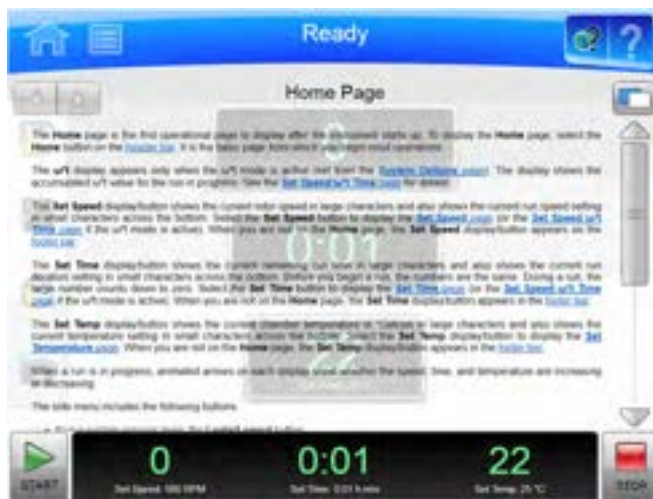 Ready
?
Home Page
The Home page is the first operational page to display after the instrument starts up. To display the Home page, select the
Home button on the header bar. It is the basic page from which you begin most operations.
The ω²t display appears only when the ω²t mode is active (set from the System Options page). The display shows the
accumulated ω²t value for the run in progress. See the Set Speed ω²t Time page for details.
The Set Speed display/button shows the current rotor speed in large characters and also shows the current run speed setting
in small characters across the bottom. Select the Set Speed button to display the Set Speed page (or the Set Speed ω²t
Time page if the ω²t mode is active). When you are not on the Home page, the Set Speed display/button appears on the
footer bar.
The Set Time display/button shows the current remaining run time in large characters and also shows the current run
duration setting in small characters across the bottom. Before you begin a run, the numbers are the same. During a run, the
large number counts down to zero. Select the Set Time button to display the Set Time page (or the Set Speed ω²t Time
page if the ω²t mode is active). When you are not on the Home page, the Set Time display/button appears in the footer bar.
The Set Temp display/button shows the current chamber temperature in °Celsius in large characters and also shows the
current temperature setting in small characters across the bottom. Select the Set Temp display/button to display the Set
Temperature page. When you are not on the Home page, the Set Temp display/button appears in the footer bar.
When a run is in progress, animated arrows on each display show whether the speed, time, and temperature are increasing
or decreasing.
The side menu includes the following buttons:
0
0:01
22
START
0
0:01
22
STOP
Set Speed: 500 RPM
Set Time: 0:01 h:mm
Set Temp: 25 °C